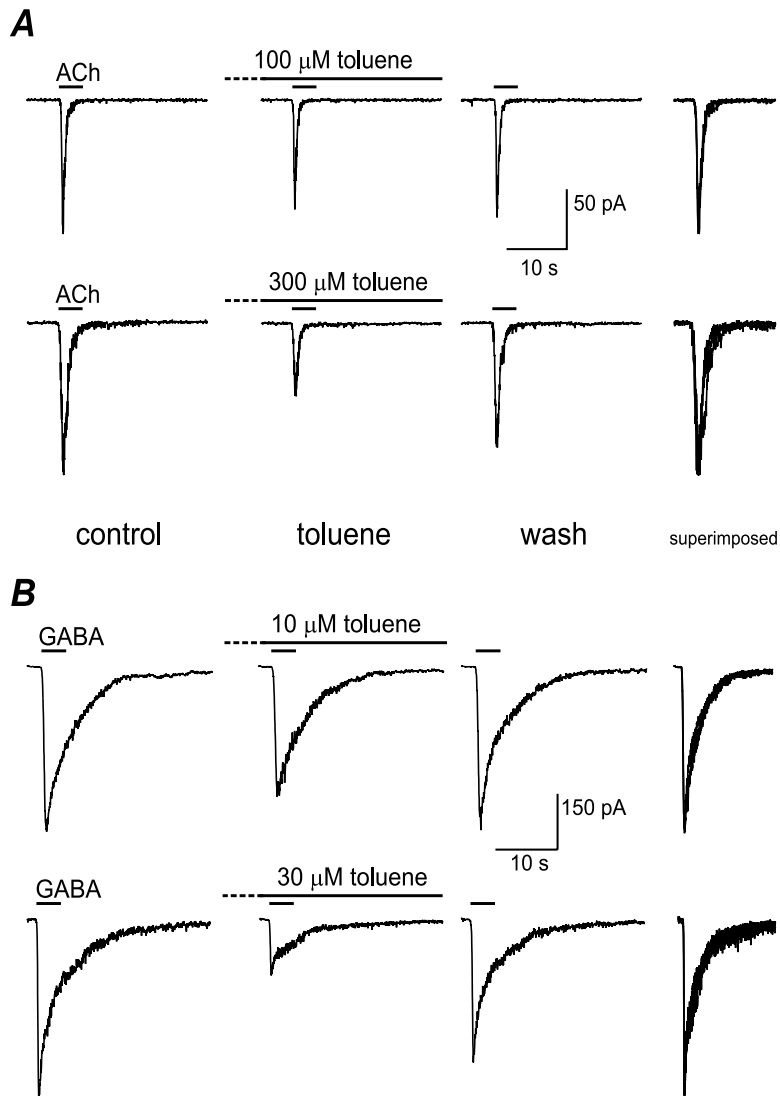 A
ACh
100 μM toluene
50 pA
10 s
ACh
300 μM toluene
control
toluene
wash
superimposed
B
GABA
10 μM toluene
150 pA
10 s
GABA
30 μM toluene